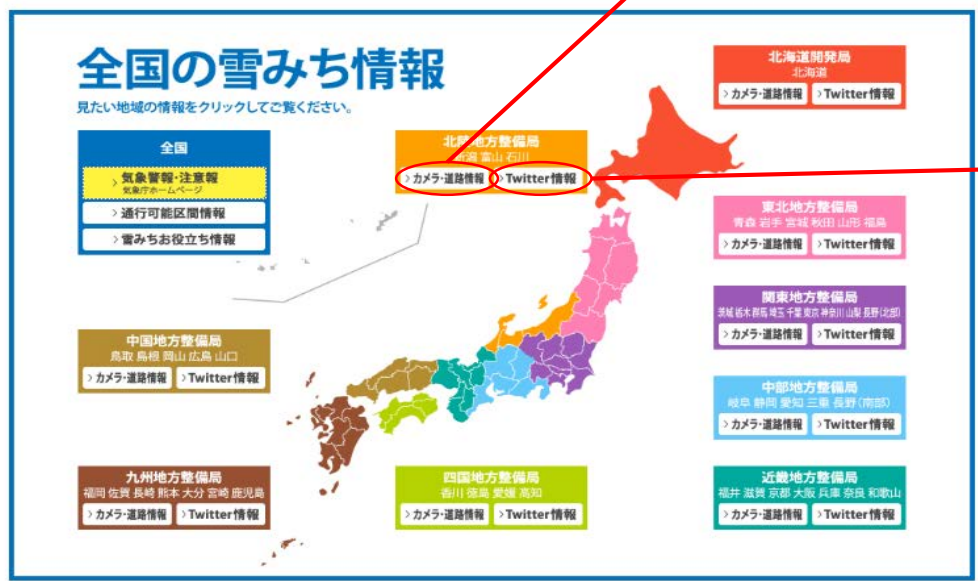 全国の雪みち情報
見たい地域の情報をクリックしてご覧ください。
全国
気象警報・注意報
気象庁ホームページ
通行可能区間情報
雪みちお役立ち情報
北海道開発局
北海道
カメラ・道路情報 Twitter情報
北陸地方整備局
新潟 富山 石川
カメラ・道路情報 Twitter情報
東北地方整備局
青森 岩手 宮城 秋田 山形 福島
カメラ・道路情報 Twitter情報
関東地方整備局
茨城 栃木 群馬 埼玉 千葉 東京 神奈川 山梨 長野(北部)
カメラ・道路情報 Twitter情報
中国地方整備局
鳥取 島根 岡山 広島 山口
カメラ・道路情報 Twitter情報
中部地方整備局
岐阜 静岡 愛知 三重 長野(南部)
カメラ・道路情報 Twitter情報
九州地方整備局
福岡 佐賀 長崎 熊本 大分 宮崎 鹿児島
カメラ・道路情報 Twitter情報
四国地方整備局
香川 徳島 愛媛 高知
カメラ・道路情報 Twitter情報
近畿地方整備局
福井 滋賀 京都 大阪 兵庫 奈良 和歌山
カメラ・道路情報 Twitter情報